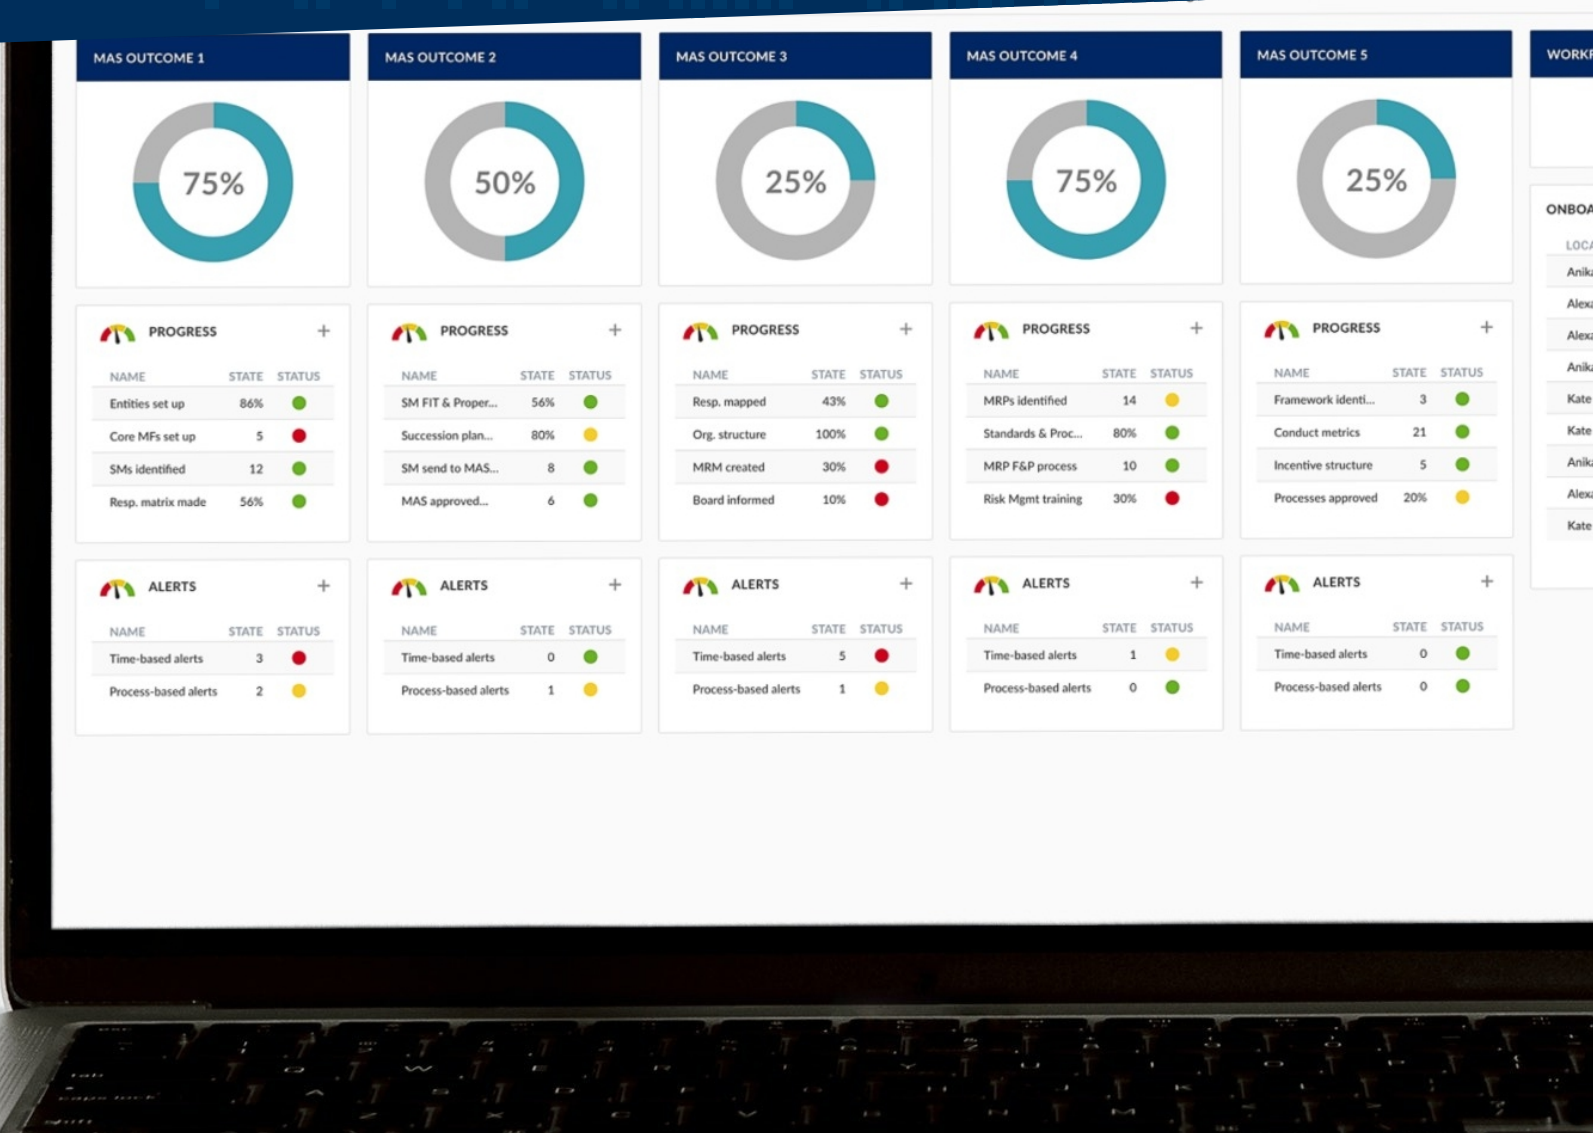 MAS OUTCOME 1
75%
PROGRESS +
NAME STATE STATUS
Entities set up 86%
Core MFs set up 5
SMs identified 12
Resp. matrix made 56%
ALERTS +
NAME STATE STATUS
Time-based alerts 3
Process-based alerts 2
MAS OUTCOME 2
50%
PROGRESS +
NAME STATE STATUS
SM FIT & Proper... 56%
Succession plan... 80%
SM send to MAS... 8
MAS approved... 6
ALERTS +
NAME STATE STATUS
Time-based alerts 0
Process-based alerts 1
MAS OUTCOME 3
25%
PROGRESS +
NAME STATE STATUS
Resp. mapped 43%
Org. structure 100%
MRM created 30%
Board informed 10%
ALERTS +
NAME STATE STATUS
Time-based alerts 5
Process-based alerts 1
MAS OUTCOME 4
75%
PROGRESS +
NAME STATE STATUS
MRPs identified 14
Standards & Proc... 80%
MRP F&P process 10
Risk Mgmt training 30%
ALERTS +
NAME STATE STATUS
Time-based alerts 1
Process-based alerts 0
MAS OUTCOME 5
25%
PROGRESS +
NAME STATE STATUS
Framework identi... 3
Conduct metrics 21
Incentive structure 5
Processes approved 20%
ALERTS +
NAME STATE STATUS
Time-based alerts 0
Process-based alerts 0
Kate
Kate
Kate